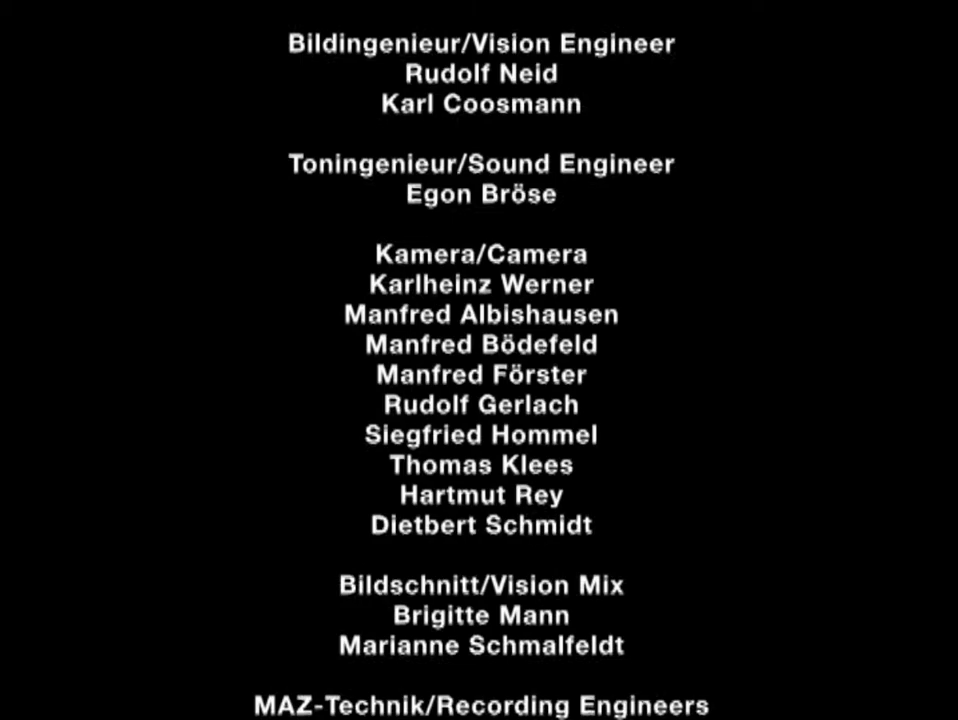 Bildingenieur/Vision Engineer
Rudolf Neid
Karl Coosmann
Toningenieur/Sound Engineer
Egon Bröse
Kamera/Camera
Karlheinz Werner
Manfred Albishausen
Manfred Bödefeld
Manfred Förster
Rudolf Gerlach
Siegfried Hommel
Thomas Klees
Hartmut Rey
Dietbert Schmidt
Bildschnitt/Vision Mix
Brigitte Mann
Marianne Schmalfeldt
MAZ-Technik/Recording Engineers